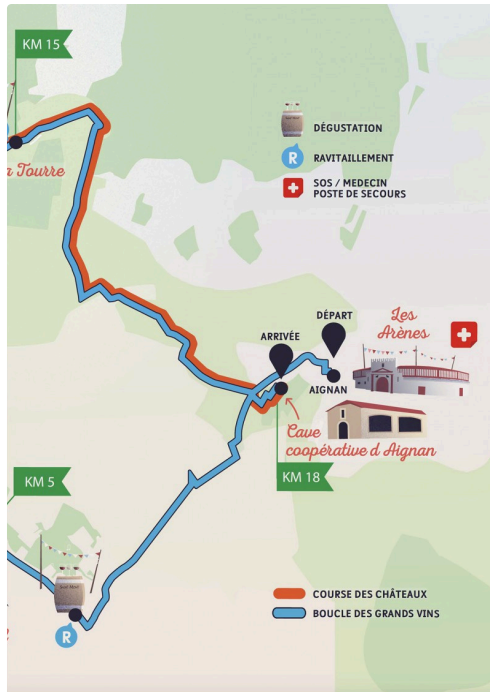 KM 15
a Tourre
DÉGUSTATION
R
RAVITAILLEMENT
SOS / MEDECIN
POSTE DE SECOURS
DÉPART
Les
Arènes
ARRIVÉE
AIGNAN
Cave
coopérative d Aignan
KM 18
KM 5
R
COURSE DES CHÂTEAUX
BOUCLE DES GRANDS VINS